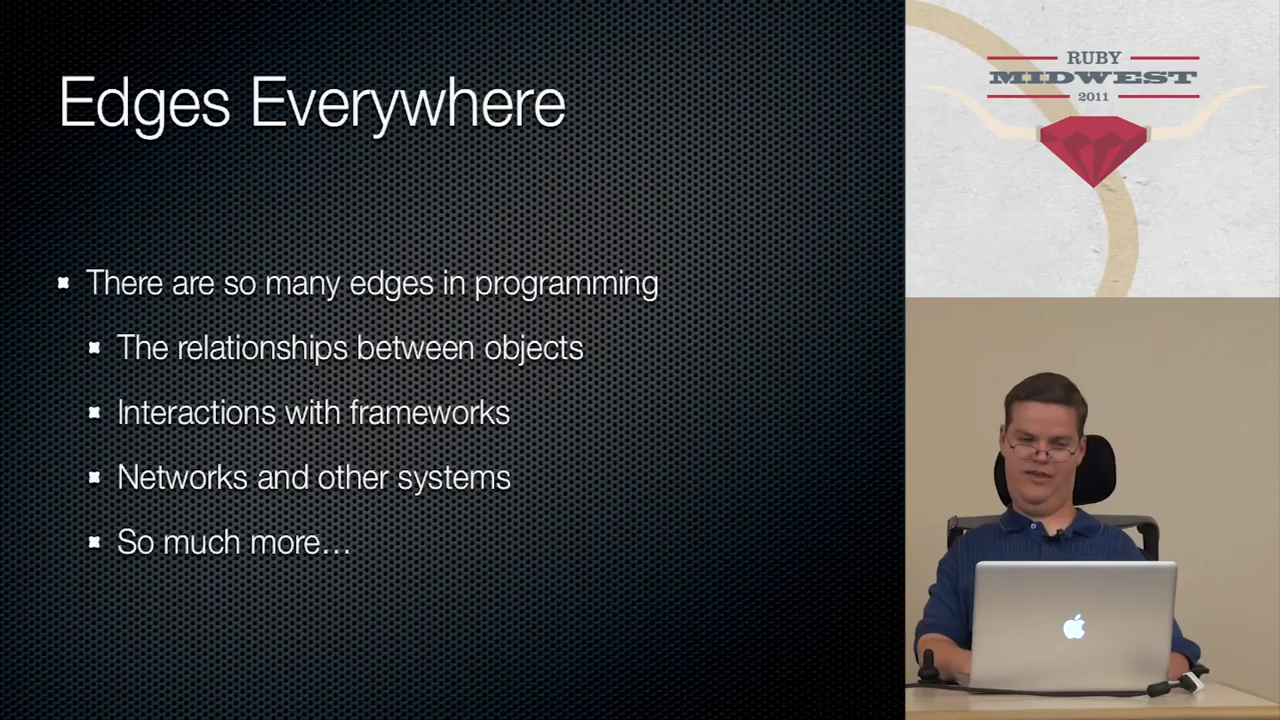 Edges Everywhere
There are so many edges in programming
The relationships between objects
Interactions with frameworks
Networks and other systems
So much more…
RUBY
MIDWEST
2011